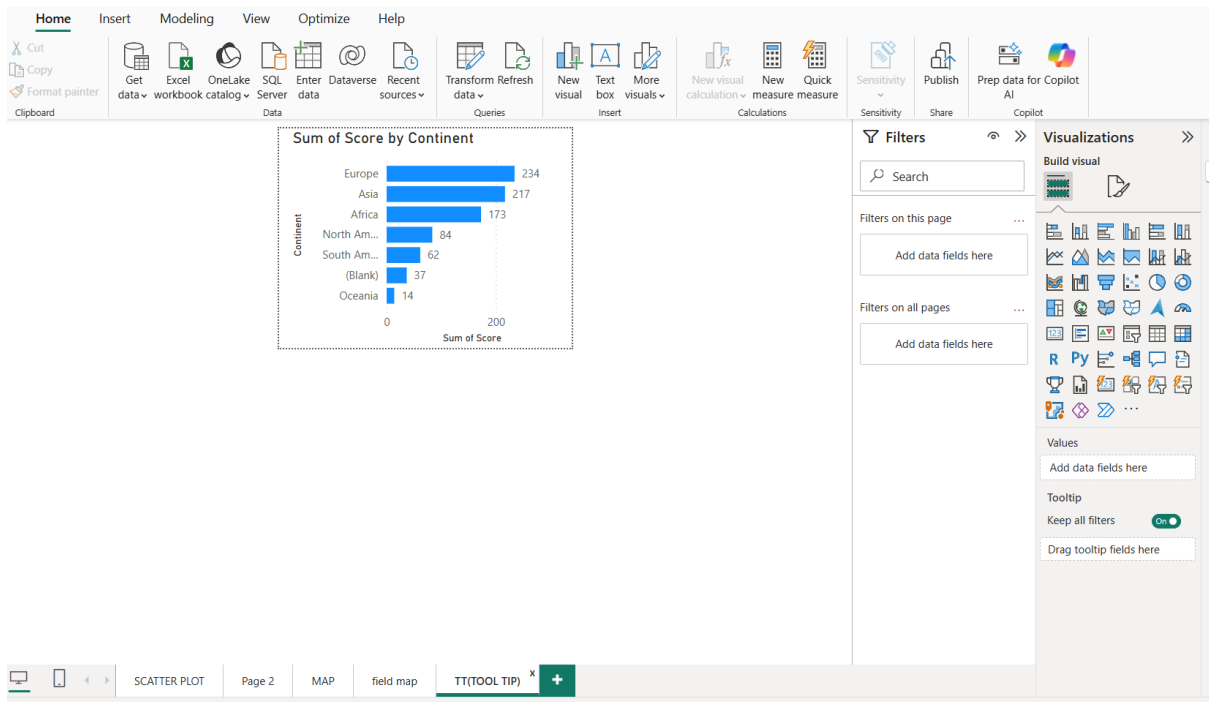 Home Insert Modeling View Optimize Help
Cut
Copy
Format painter
Clipboard
Get data
Excel workbook
OneLake catalog
SQL Server
Enter data
Dataverse
Recent sources
Data
Transform data
Refresh
Queries
New visual
Text box
More visuals
Insert
New visual calculation
New measure
Quick measure
Calculations
Sensitivity
Sensitivity
Publish
Share
Prep data for AI
Copilot
Copilot
Sum of Score by Continent
Continent
Europe 234
Asia 217
Africa 173
North Am... 84
South Am... 62
(Blank) 37
Oceania 14
0 200
Sum of Score
Filters
Search
Filters on this page ...
Add data fields here
Filters on all pages ...
Add data fields here
Visualizations
Build visual
123
R Py
123
...
Values
Add data fields here
Tooltip
Keep all filters On
Drag tooltip fields here
SCATTER PLOT Page 2 MAP field map TT(TOOL TIP) x +